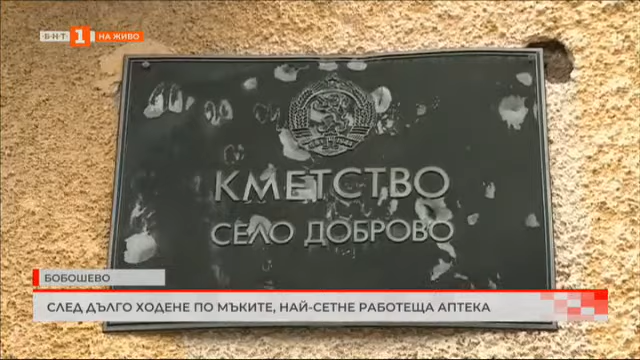 БНТ 1 НА ЖИВО
КМЕТСТВО
СЕЛО ДОБРОВО
БОБОШЕВО
СЛЕД ДЪЛГО ХОДЕНЕ ПО МЪКИТЕ, НАЙ-СЕТНЕ РАБОТЕЩА АПТЕКА